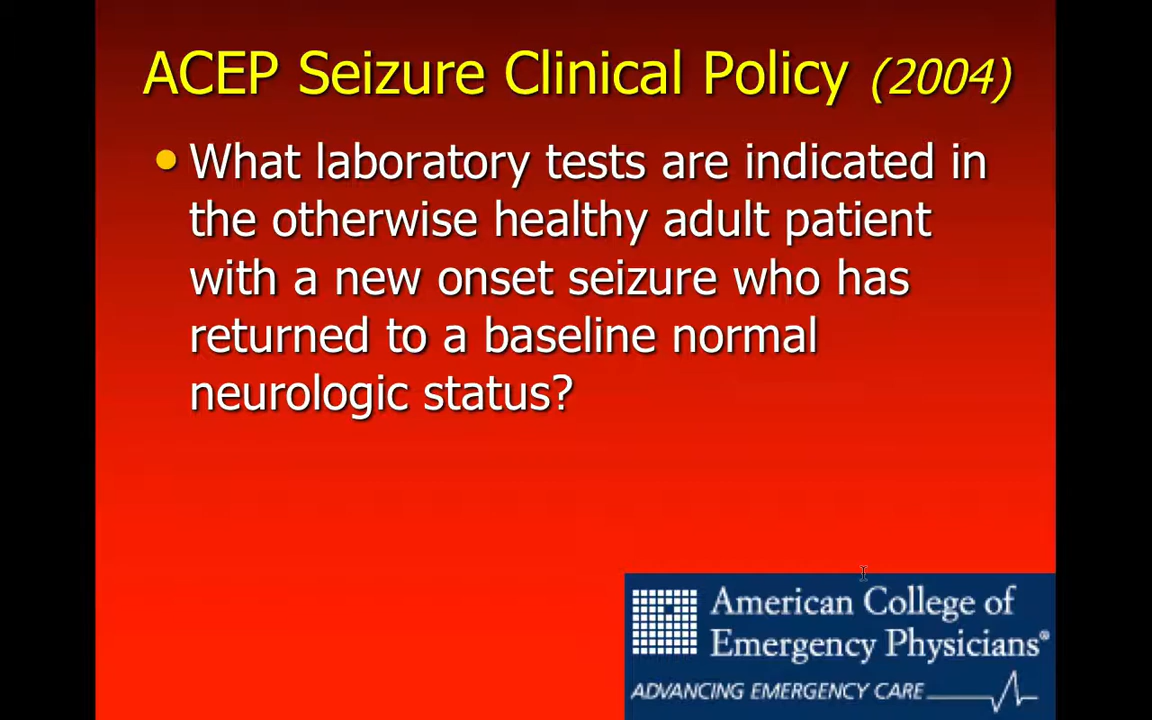 ACEP Seizure Clinical Policy (2004)
• What laboratory tests are indicated in
the otherwise healthy adult patient
with a new onset seizure who has
returned to a baseline normal
neurologic status?
American College of
Emergency Physicians®
ADVANCING EMERGENCY CARE